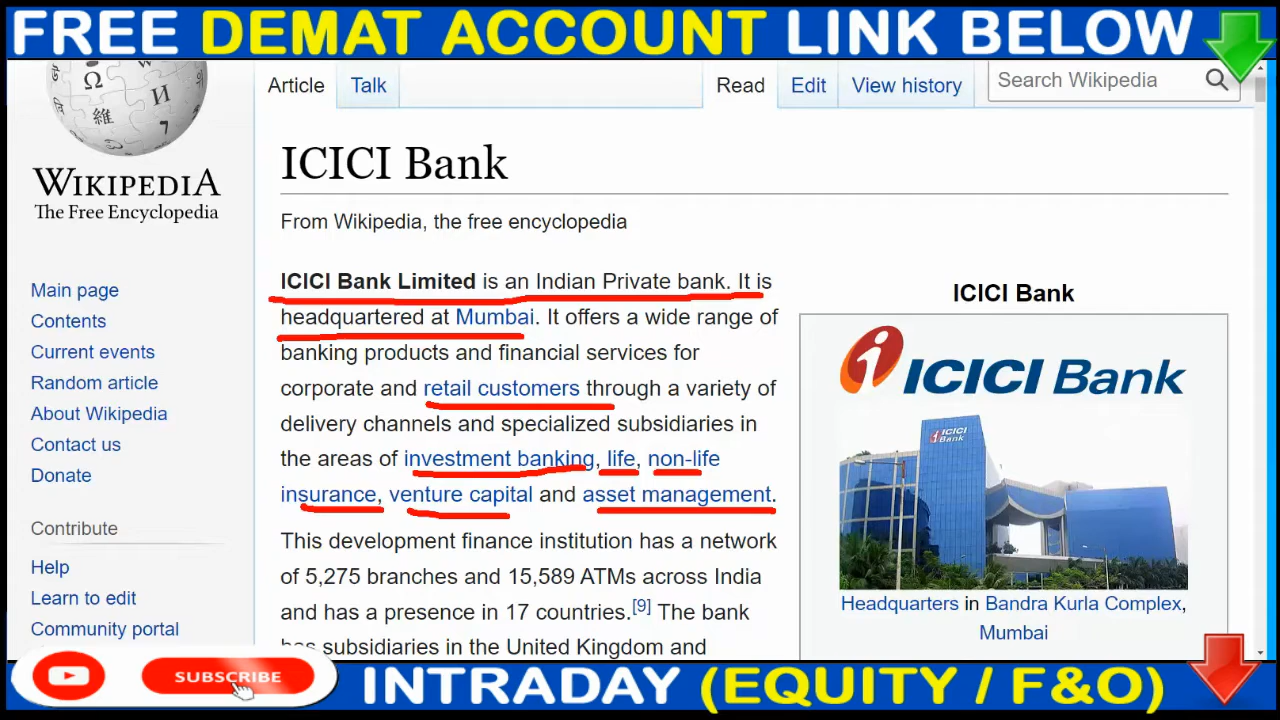 FREE DEMAT ACCOUNT LINK BELOW
Article
Talk
Read
Edit
View history
Search Wikipedia
Ω
И
維
7
WIKIPEDIA
The Free Encyclopedia
Main page
Contents
Current events
Random article
About Wikipedia
Contact us
Donate
Contribute
Help
Learn to edit
Community portal
ICICI Bank
From Wikipedia, the free encyclopedia
ICICI Bank Limited is an Indian Private bank. It is
headquartered at Mumbai. It offers a wide range of
banking products and financial services for
corporate and retail customers through a variety of
delivery channels and specialized subsidiaries in
the areas of investment banking, life, non-life
insurance, venture capital and asset management.
This development finance institution has a network
of 5,275 branches and 15,589 ATMs across India
and has a presence in 17 countries.[9] The bank
has subsidiaries in the United Kingdom and
ICICI Bank
ICICI Bank
ICICI
Bank
Headquarters in Bandra Kurla Complex,
Mumbai
SUBSCRIBE
INTRADAY (EQUITY / F&O)